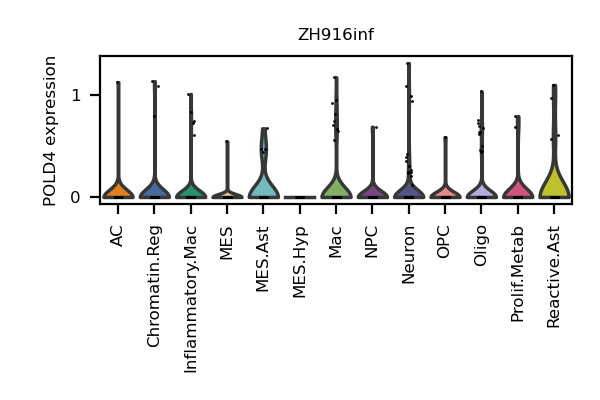 ZH916inf
POLD4 expression
1
0
AC
Chromatin.Reg
Inflammatory.Mac
MES
MES.Ast
MES.Hyp
Mac
NPC
Neuron
OPC
Oligo
Prolif.Metab
Reactive.Ast